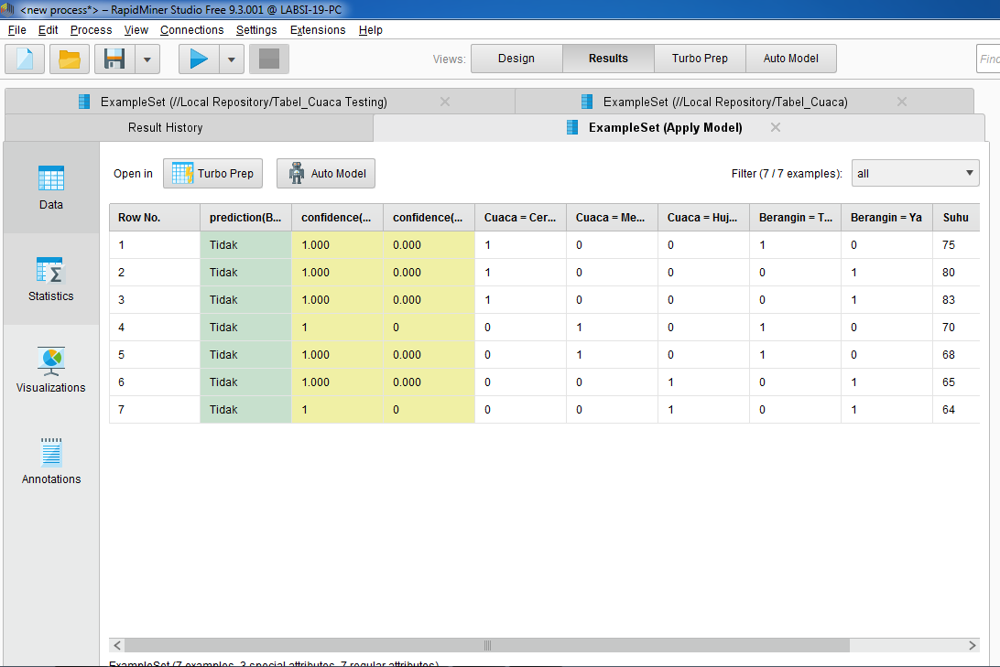 <new process*> – RapidMiner Studio Free 9.3.001 @ LABSI-19-PC
File Edit Process View Connections Settings Extensions Help
Views: Design Results Turbo Prep Auto Model Find
ExampleSet (//Local Repository/Tabel_Cuaca Testing) ExampleSet (//Local Repository/Tabel_Cuaca)
Result History ExampleSet (Apply Model)
Open in Turbo Prep Auto Model Filter (7 / 7 examples): all
Data
Statistics
Visualizations
Annotations
Row No. prediction(B... confidence(... confidence(... Cuaca = Cer... Cuaca = Me... Cuaca = Huj... Berangin = T... Berangin = Ya Suhu
1 Tidak 1.000 0.000 1 0 0 1 0 75
2 Tidak 1.000 0.000 1 0 0 0 1 80
3 Tidak 1.000 0.000 1 0 0 0 1 83
4 Tidak 1 0 0 1 0 1 0 70
5 Tidak 1.000 0.000 0 1 0 1 0 68
6 Tidak 1.000 0.000 0 0 1 0 1 65
7 Tidak 1 0 0 0 1 0 1 64
ExampleSet (7 examples, 3 special attributes, 7 regular attributes)